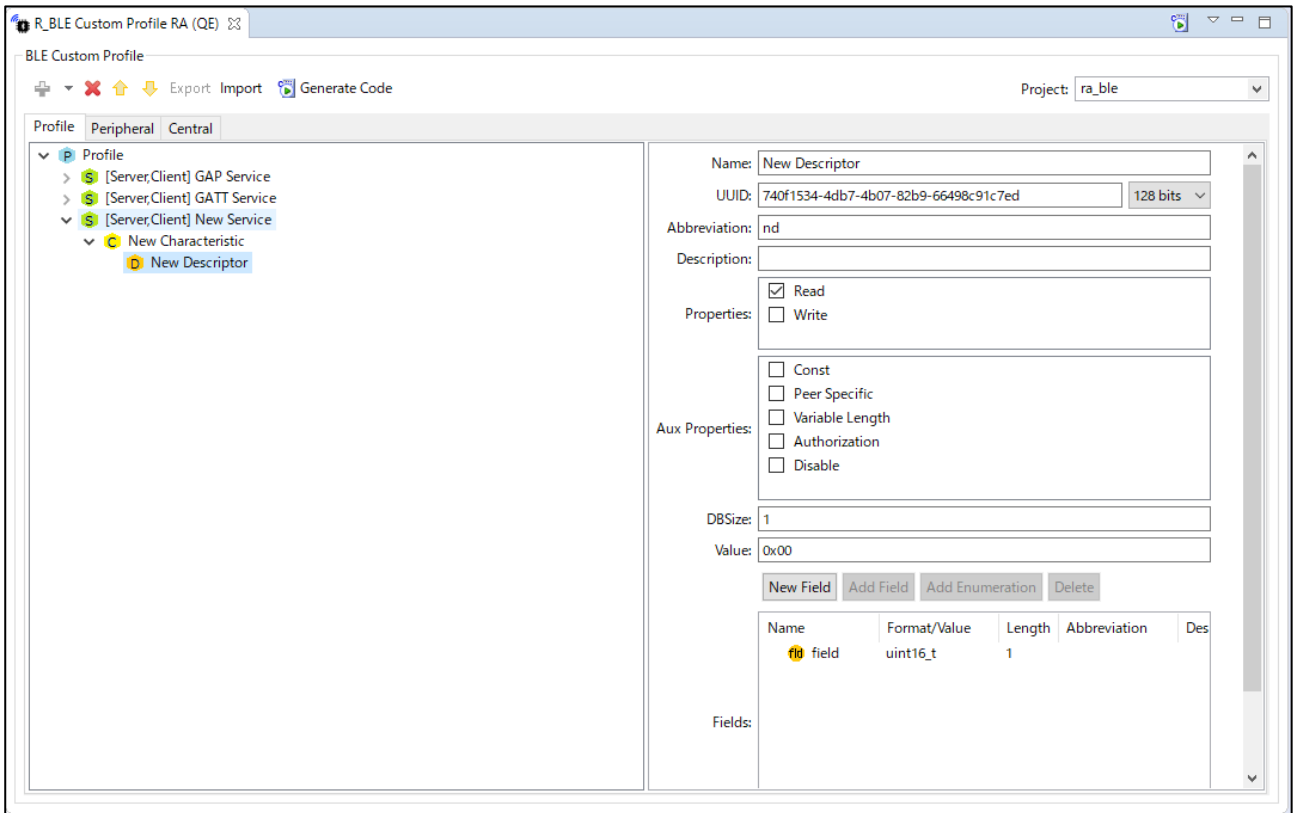 R_BLE Custom Profile RA (QE)
BLE Custom Profile
Export Import Generate Code Project: ra_ble
Profile Peripheral Central
P Profile
S [Server,Client] GAP Service
S [Server,Client] GATT Service
S [Server,Client] New Service
C New Characteristic
D New Descriptor
Name: New Descriptor
UUID: 740f1534-4db7-4b07-82b9-66498c91c7ed 128 bits
Abbreviation: nd
Description:
Properties:
Read
Write
Aux Properties:
Const
Peer Specific
Variable Length
Authorization
Disable
DBSize: 1
Value: 0x00
New Field Add Field Add Enumeration Delete
Fields:
Name Format/Value Length Abbreviation Des
fld field uint16_t 1